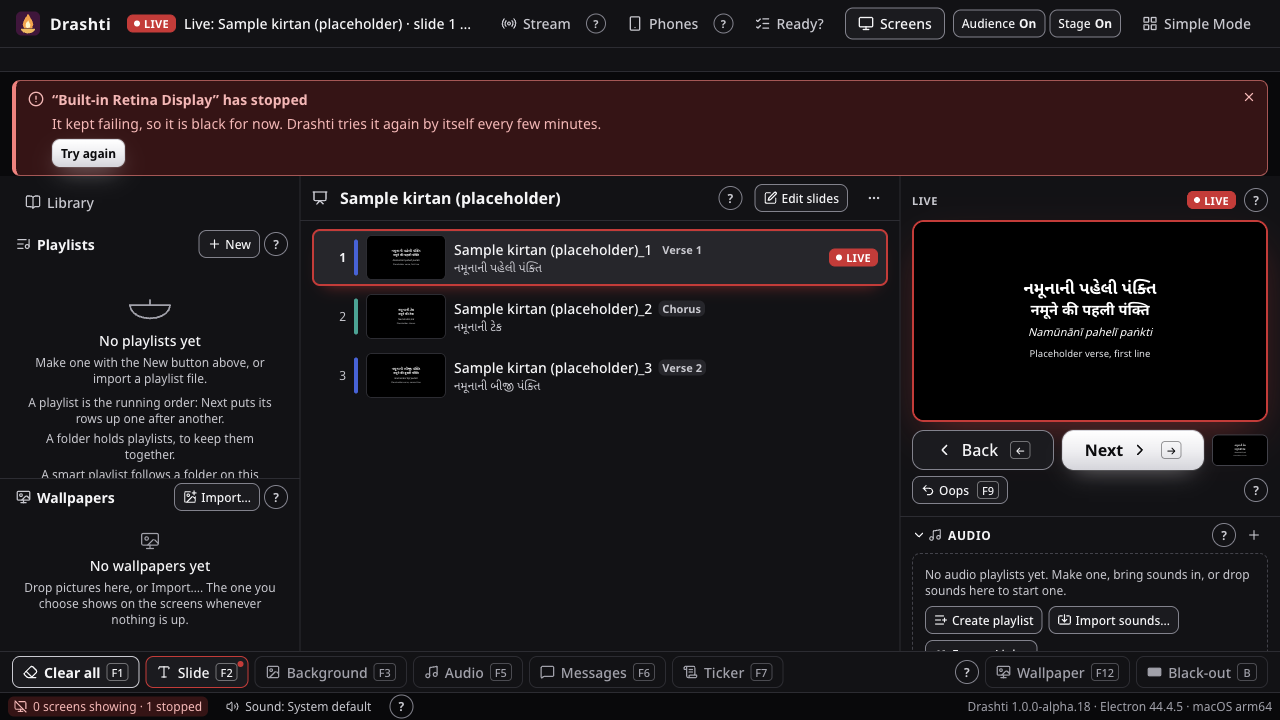 Drashti
LIVE
Live: Sample kirtan (placeholder) · slide 1 ...
Stream
?
Phones
?
Ready?
Screens
Audience On
Stage On
Simple Mode
“Built-in Retina Display” has stopped
It kept failing, so it is black for now. Drashti tries it again by itself every few minutes.
Try again
Library
Playlists
New
?
No playlists yet
Make one with the New button above, or
import a playlist file.
A playlist is the running order: Next puts its
rows up one after another.
A folder holds playlists, to keep them
together.
A smart playlist follows a folder on this
Wallpapers
Import...
?
No wallpapers yet
Drop pictures here, or Import.... The one you
choose shows on the screens whenever
nothing is up.
Sample kirtan (placeholder)
?
Edit slides
1
Sample kirtan (placeholder)_1
Verse 1
નમૂનાની પહેલી પંક્તિ
LIVE
2
Sample kirtan (placeholder)_2
Chorus
નમૂનાની ટેક
3
Sample kirtan (placeholder)_3
Verse 2
નમૂનાની બીજી પંક્તિ
LIVE
LIVE
?
નમૂનાની પહેલી પંક્તિ
नमूने की पहली पंक्ति
Namūnānī pahelī paṅkti
Placeholder verse, first line
Back
Next
Oops F9
?
AUDIO
?
No audio playlists yet. Make one, bring sounds in, or drop
sounds here to start one.
Create playlist
Import sounds...
Clear all F1
Slide F2
Background F3
Audio F5
Messages F6
Ticker F7
?
Wallpaper F12
Black-out B
0 screens showing · 1 stopped
Sound: System default
?
Drashti 1.0.0-alpha.18 · Electron 44.4.5 · macOS arm64